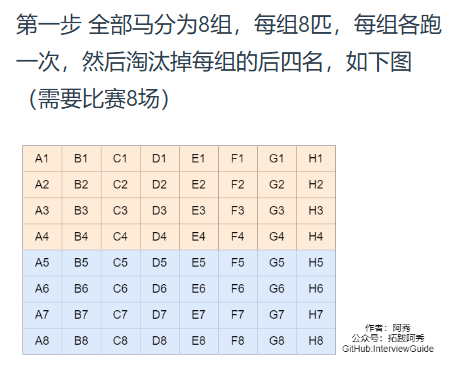 第一步 全部马分为8组，每组8匹，每组各跑
一次，然后淘汰掉每组的后四名，如下图
（需要比赛8场）
A1 B1 C1 D1 E1 F1 G1 H1
A2 B2 C2 D2 E2 F2 G2 H2
A3 B3 C3 D3 E3 F3 G3 H3
A4 B4 C4 D4 E4 F4 G4 H4
A5 B5 C5 D5 E5 F5 G5 H5
A6 B6 C6 D6 E6 F6 G6 H6
A7 B7 C7 D7 E7 F7 G7 H7
A8 B8 C8 D8 E8 F8 G8 H8
作者：阿秀
公众号：拓跋阿秀
GitHub:InterviewGuide